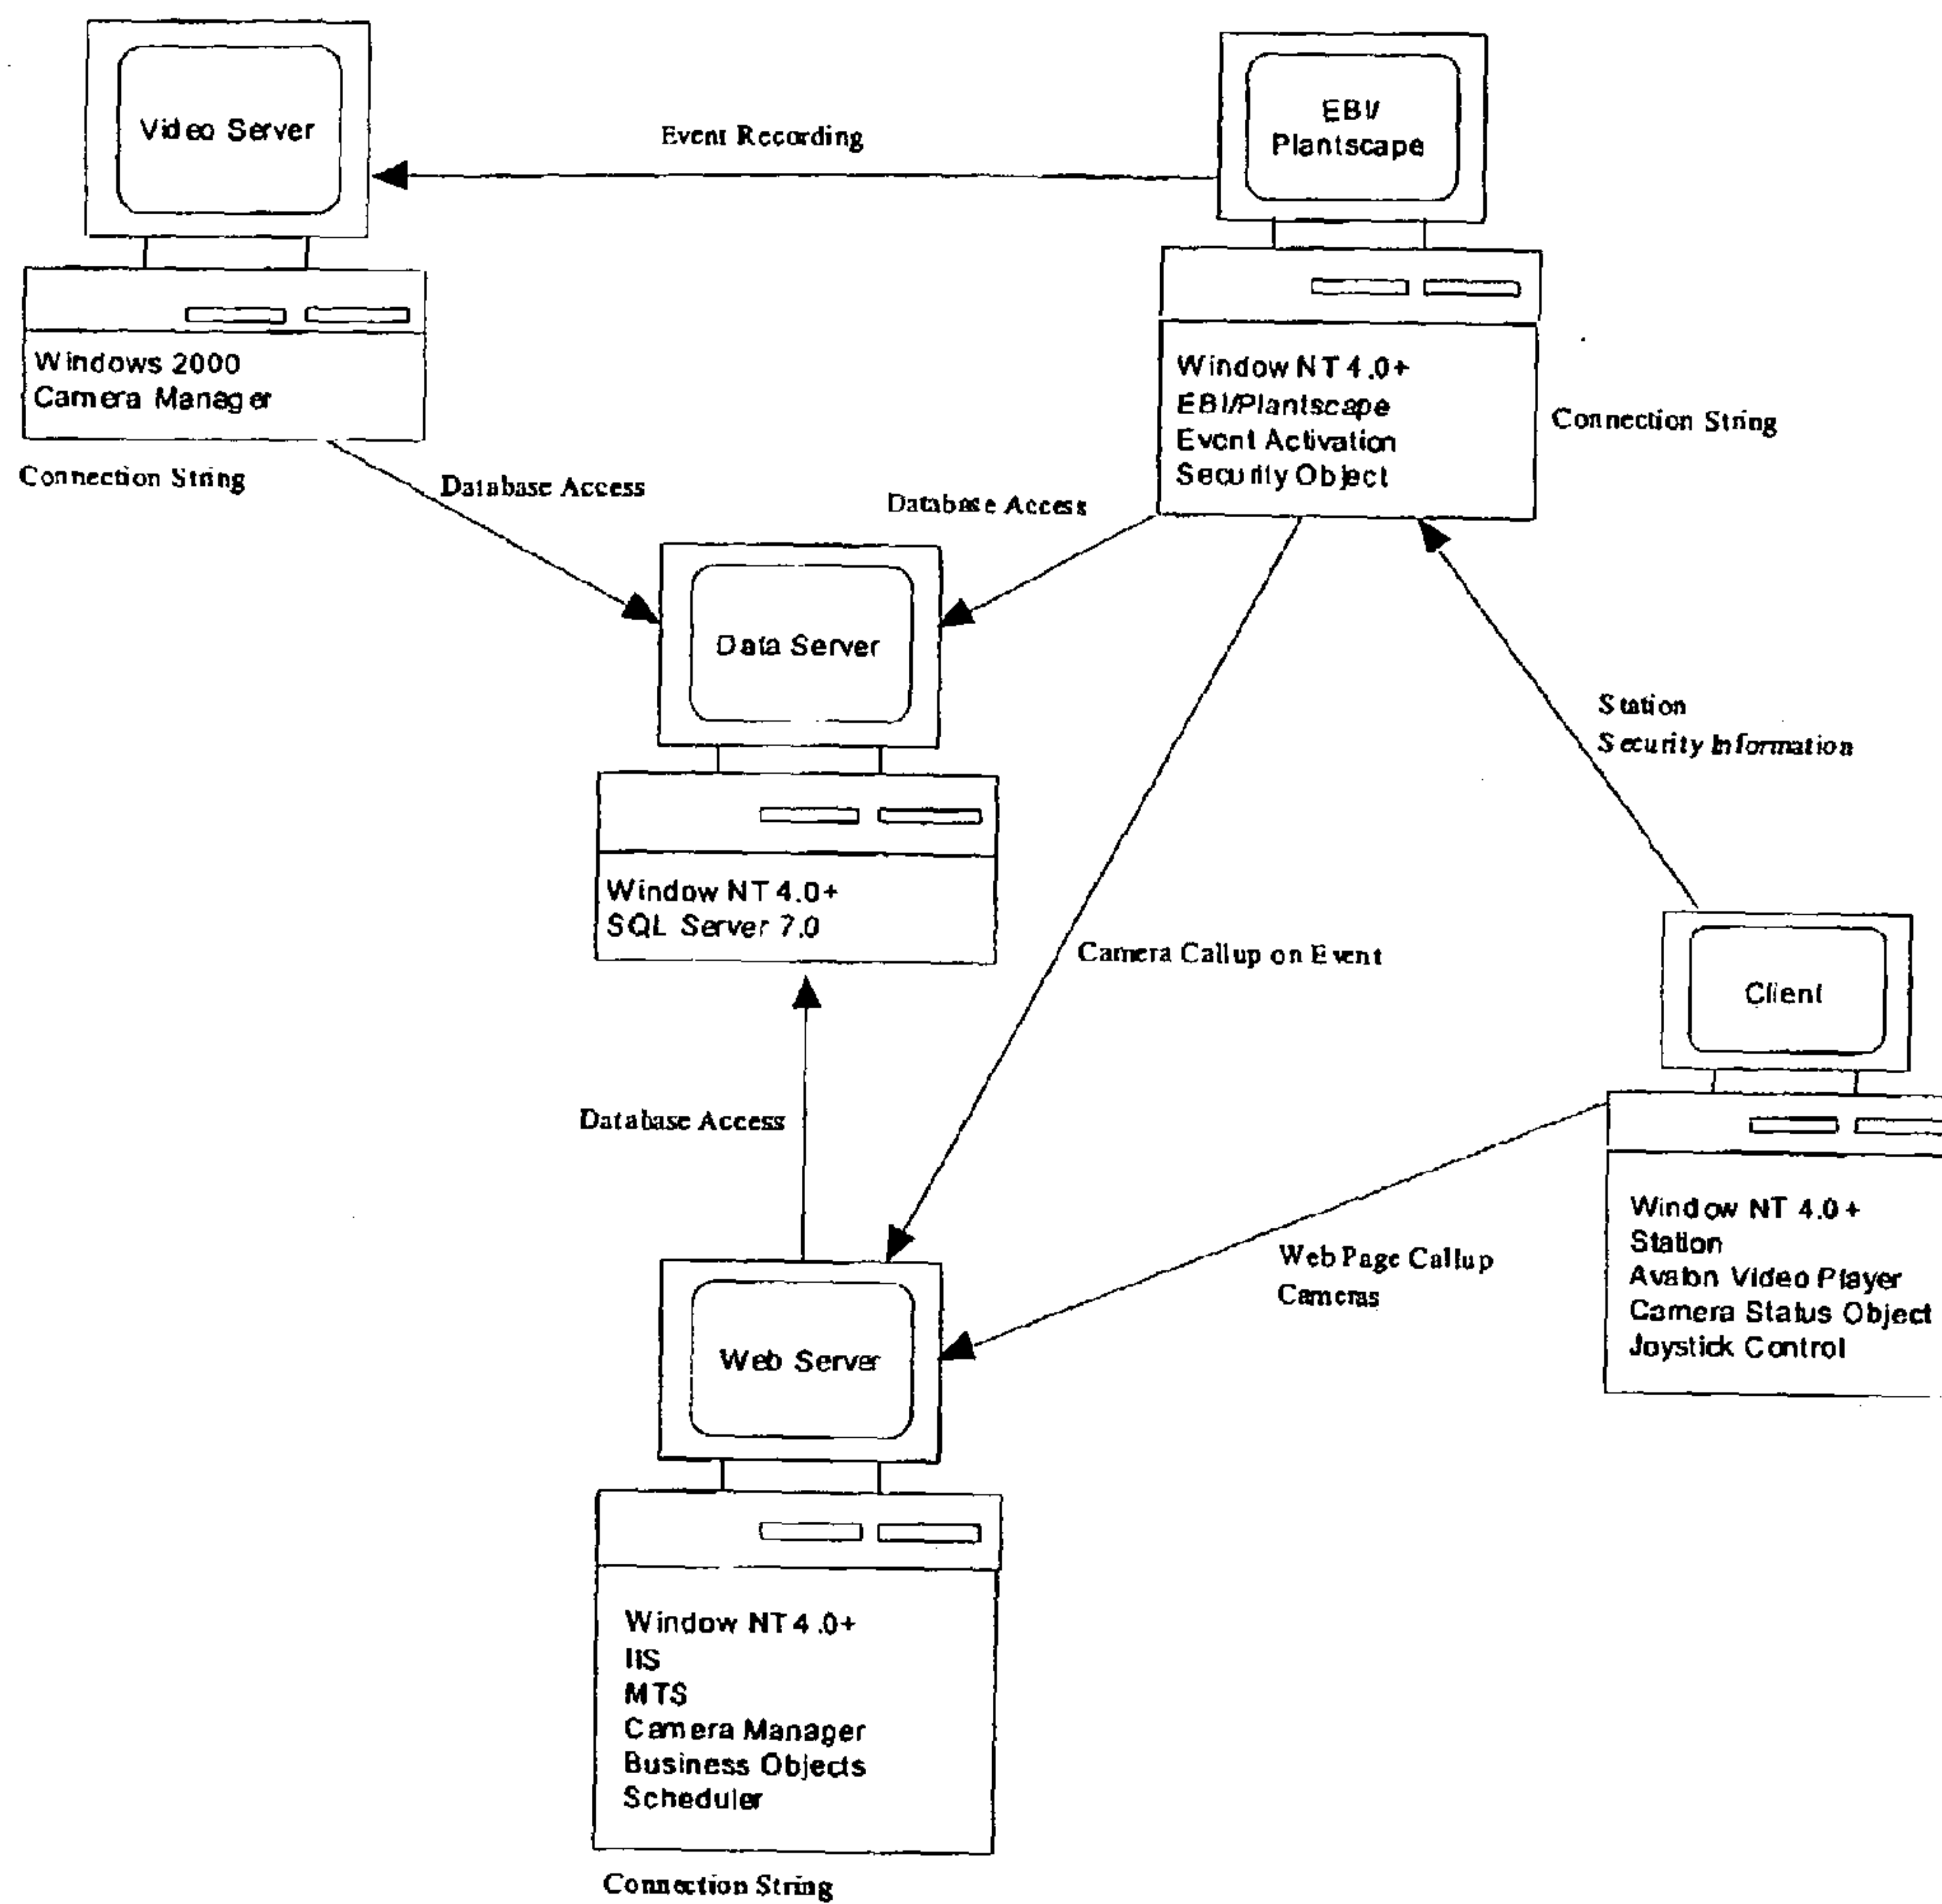 Video Server
Event Recording
EBI/
Plantscape
Windows 2000
Camera Manager
Connection String
Window NT 4.0+
EBI/Plantscape
Event Activation
Security Object
Connection String
Database Access
Database Access
Data Server
Station
Security Information
Window NT 4.0+
SQL Server 7.0
Camera Callup on Event
Client
Database Access
Window NT 4.0+
Station
Avalon Video Player
Camera Status Object
Joystick Control
Web Page Callup
Cameras
Web Server
Window NT 4.0+
IIS
MTS
Camera Manager
Business Objects
Scheduler
Connection String